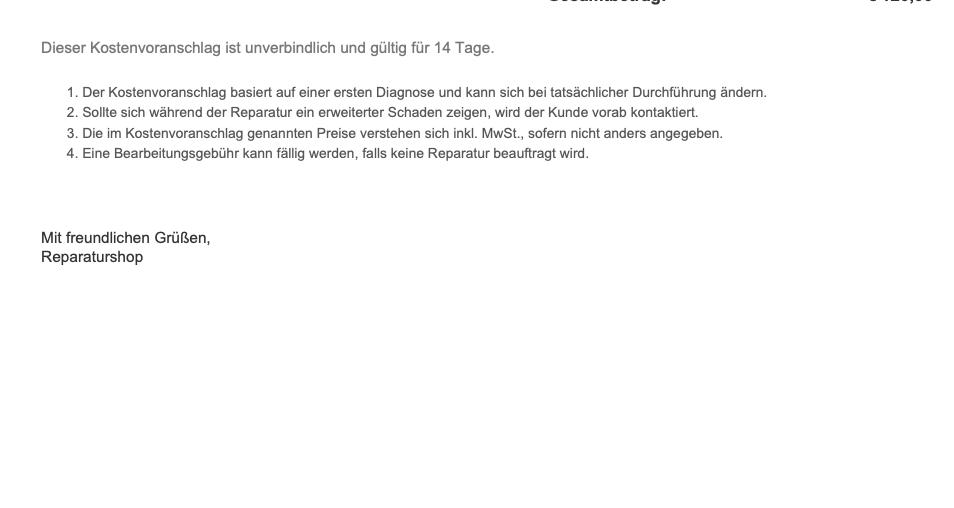 Dieser Kostenvoranschlag ist unverbindlich und gültig für 14 Tage.
1. Der Kostenvoranschlag basiert auf einer ersten Diagnose und kann sich bei tatsächlicher Durchführung ändern.
2. Sollte sich während der Reparatur ein erweiterter Schaden zeigen, wird der Kunde vorab kontaktiert.
3. Die im Kostenvoranschlag genannten Preise verstehen sich inkl. MwSt., sofern nicht anders angegeben.
4. Eine Bearbeitungsgebühr kann fällig werden, falls keine Reparatur beauftragt wird.
Mit freundlichen Grüßen,
Reparaturshop